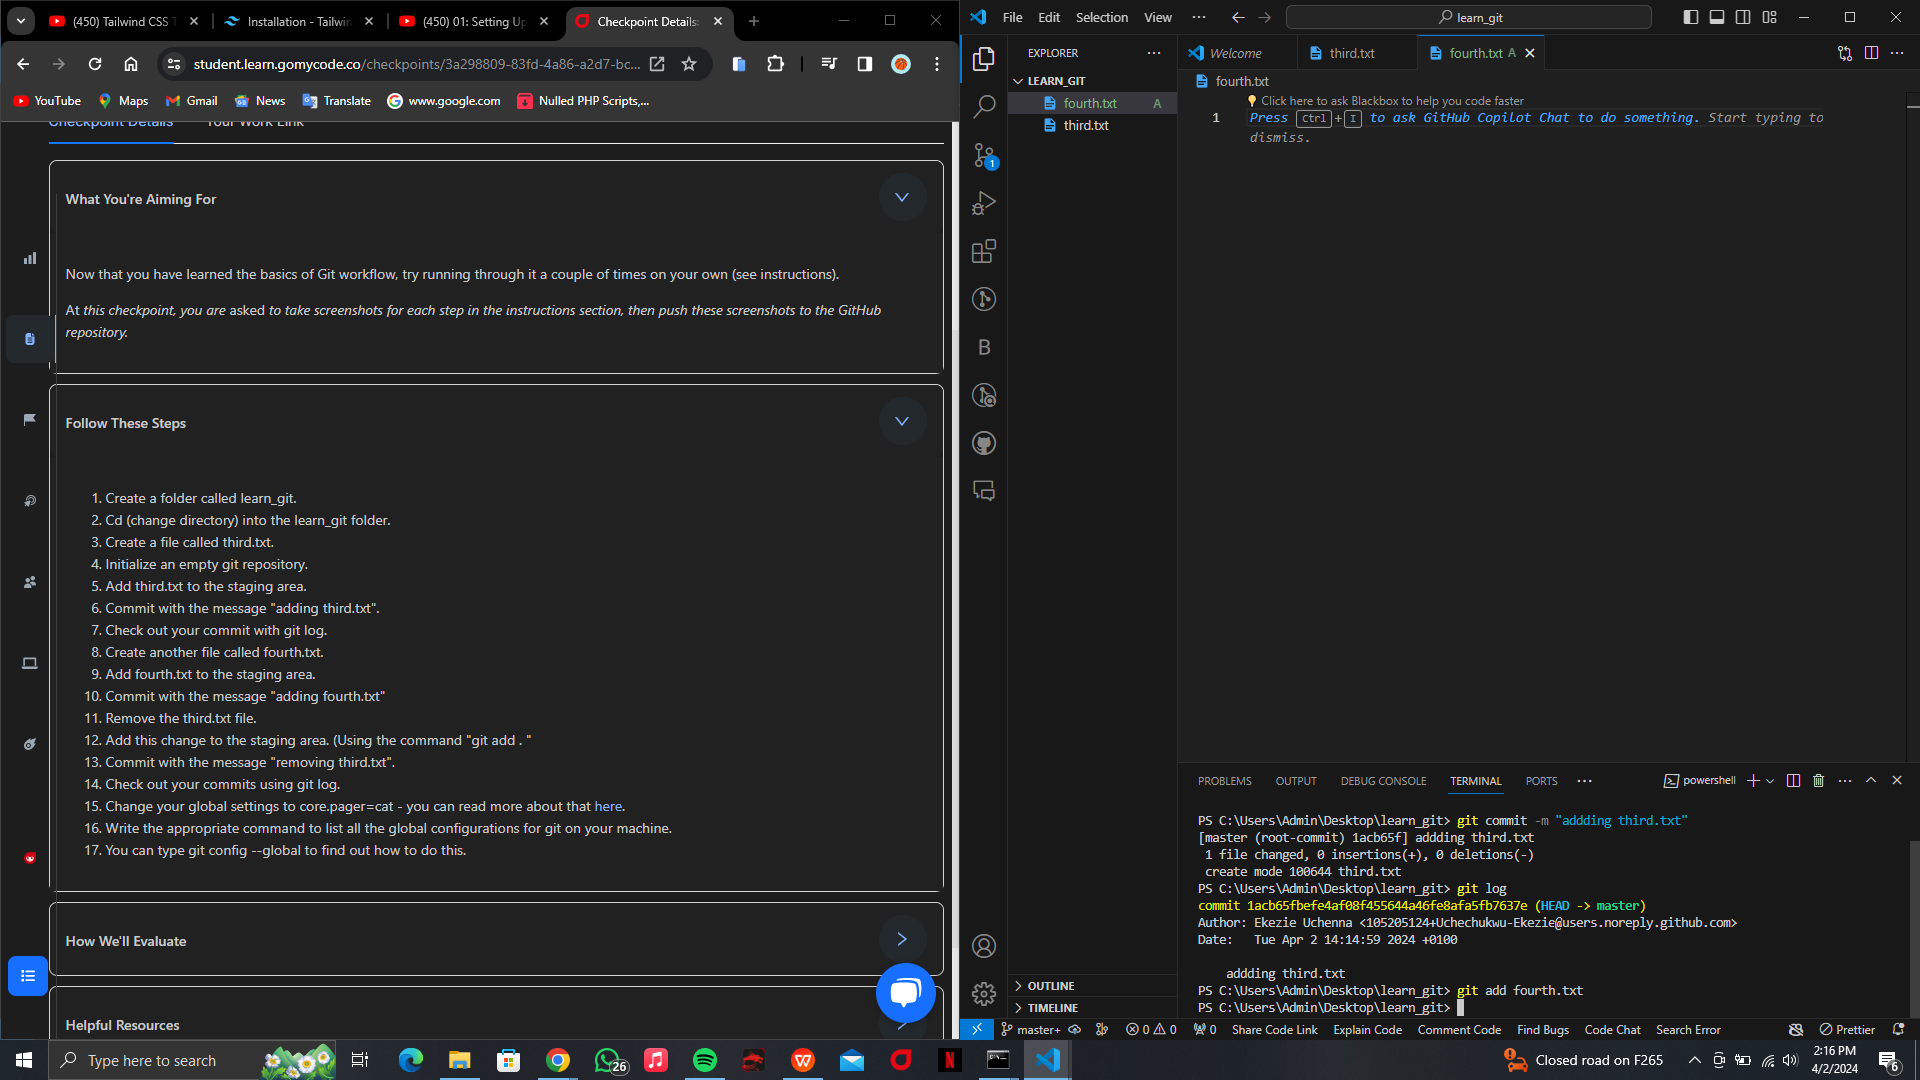 (450) Tailwind CSS T
Installation - Tailwin
(450) 01: Setting Up
Checkpoint Details:
student.learn.gomycode.co/checkpoints/3a298809-83fd-4a86-a2d7-bc...
YouTube
Maps
Gmail
News
Translate
www.google.com
Nulled PHP Scripts,...
Checkpoint Details
Your Work Link
What You're Aiming For
Now that you have learned the basics of Git workflow, try running through it a couple of times on your own (see instructions).
At this checkpoint, you are asked to take screenshots for each step in the instructions section, then push these screenshots to the GitHub
repository.
Follow These Steps
1. Create a folder called learn_git.
2. Cd (change directory) into the learn_git folder.
3. Create a file called third.txt.
4. Initialize an empty git repository.
5. Add third.txt to the staging area.
6. Commit with the message "adding third.txt".
7. Check out your commit with git log.
8. Create another file called fourth.txt.
9. Add fourth.txt to the staging area.
10. Commit with the message "adding fourth.txt"
11. Remove the third.txt file.
12. Add this change to the staging area. (Using the command "git add . "
13. Commit with the message "removing third.txt".
14. Check out your commits using git log.
15. Change your global settings to core.pager=cat - you can read more about that here.
16. Write the appropriate command to list all the global configurations for git on your machine.
17. You can type git config --global to find out how to do this.
How We'll Evaluate
Helpful Resources
File Edit Selection View ···
learn_git
EXPLORER
LEARN_GIT
fourth.txt A
third.txt
OUTLINE
TIMELINE
1
B
Welcome
third.txt
fourth.txt A
fourth.txt
Click here to ask Blackbox to help you code faster
1 Press Ctrl + I to ask GitHub Copilot Chat to do something. Start typing to
dismiss.
PROBLEMS OUTPUT DEBUG CONSOLE TERMINAL PORTS ···
powershell
PS C:\Users\Admin\Desktop\learn_git> git commit -m "addding third.txt"
[master (root-commit) 1acb65f] addding third.txt
1 file changed, 0 insertions(+), 0 deletions(-)
create mode 100644 third.txt
PS C:\Users\Admin\Desktop\learn_git> git log
commit 1acb65fbefe4af08f455644a46fe8afa5fb7637e (HEAD -> master)
Author: Ekezie Uchenna <105205124+Uchechukwu-Ekezie@users.noreply.github.com>
Date:   Tue Apr 2 14:14:59 2024 +0100
addding third.txt
PS C:\Users\Admin\Desktop\learn_git> git add fourth.txt
PS C:\Users\Admin\Desktop\learn_git>
master+ 0 0 0 Share Code Link Explain Code Comment Code Find Bugs Code Chat Search Error Prettier
Type here to search
26
Closed road on F265
2:16 PM
4/2/2024
6